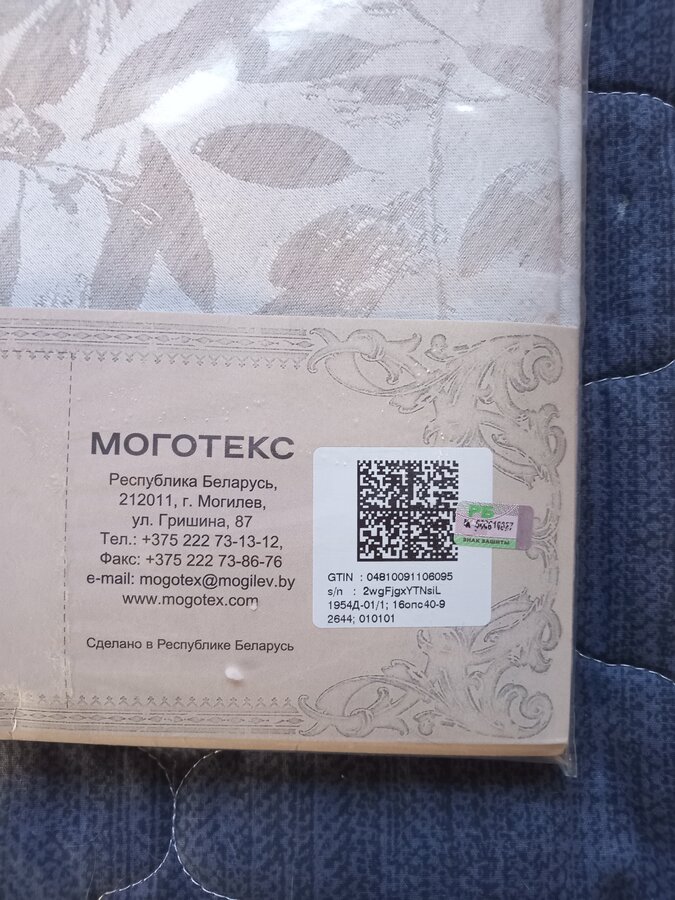 МОГОТЕКС
Республика Беларусь,
212011, г. Могилев,
ул. Гришина, 87
Тел.: +375 222 73-13-12,
Факс: +375 222 73-86-76
e-mail: mogotex@mogilev.by
www.mogotex.com
Сделано в Республике Беларусь
РБ
ЗНАК ЗАЩИТЫ
GTIN : 04810091106095
s/n : 2wgFjgxYTNsiL
1954Д-01/1; 16опс40-9
2644; 010101